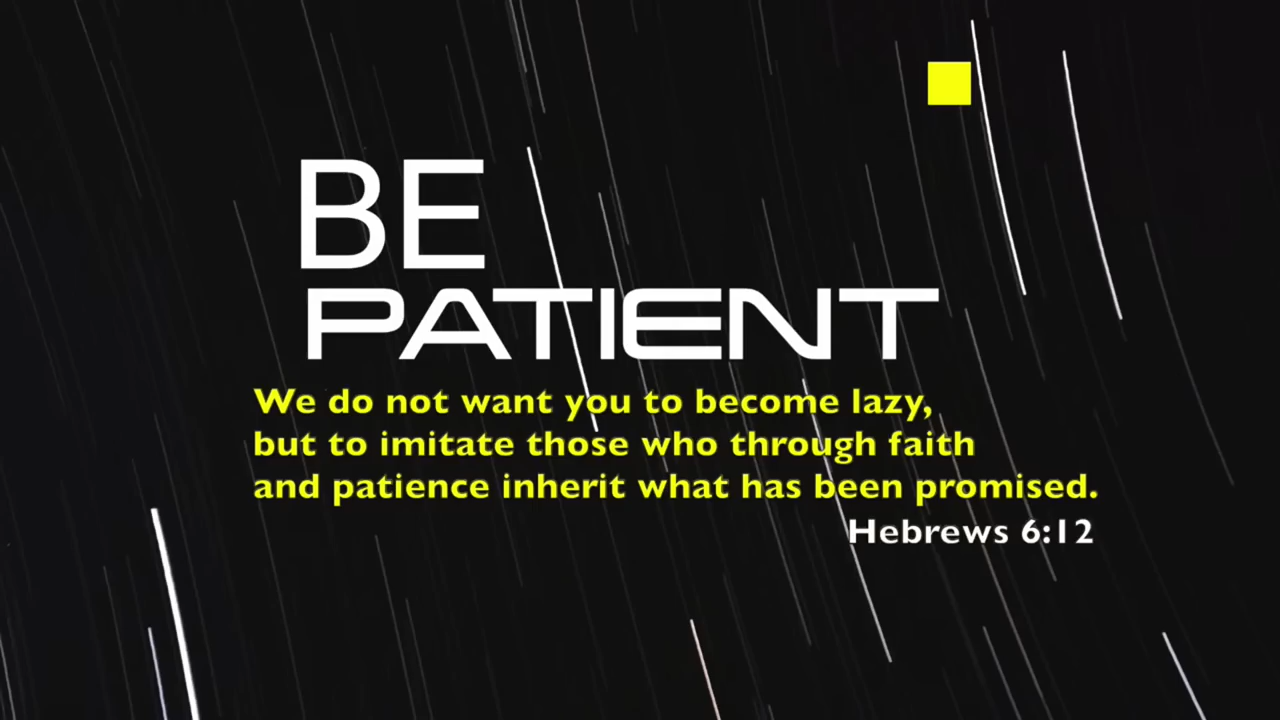 BE
PATIENT
We do not want you to become lazy,
but to imitate those who through faith
and patience inherit what has been promised.
Hebrews 6:12